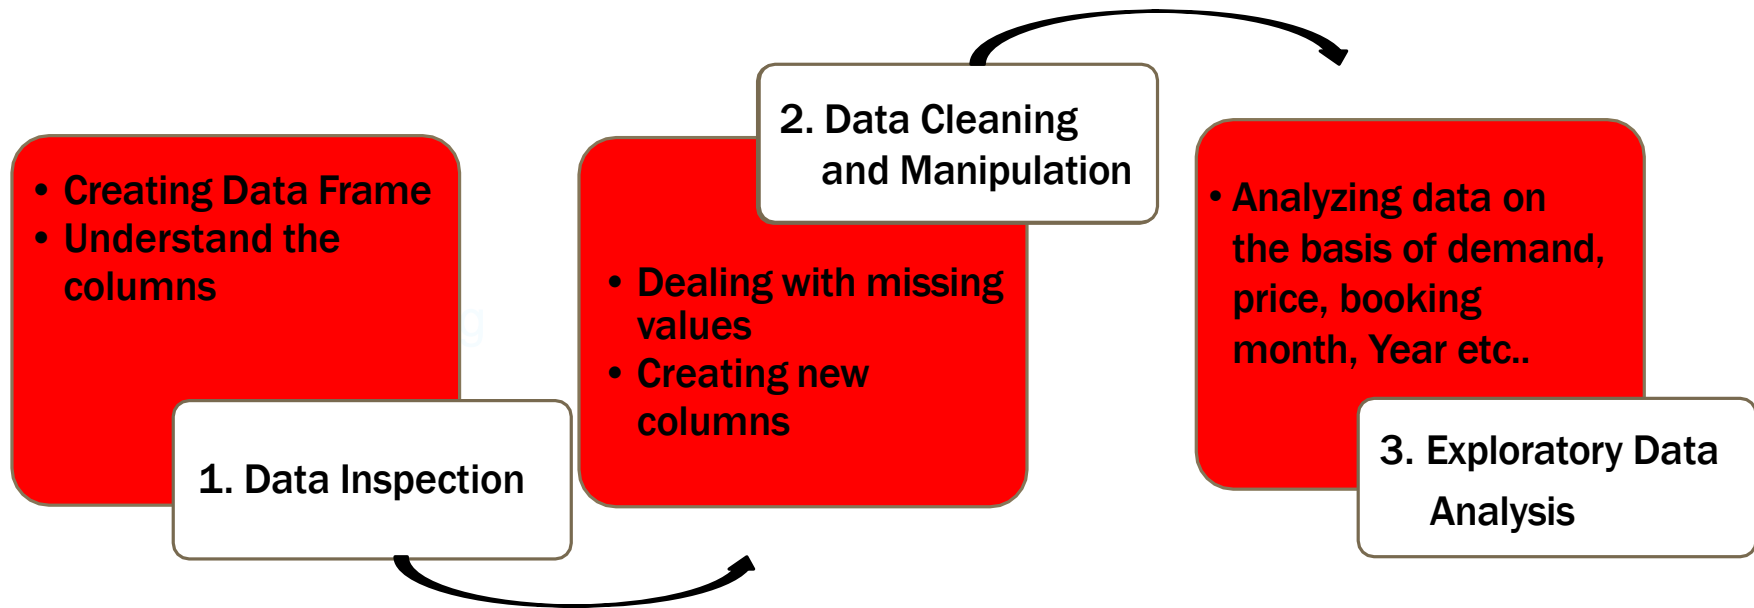 • Creating Data Frame
• Understand the
columns
1. Data Inspection
2. Data Cleaning
and Manipulation
• Dealing with missing
values
• Creating new
columns
• Analyzing data on
the basis of demand,
price, booking
month, Year etc..
3. Exploratory Data
Analysis